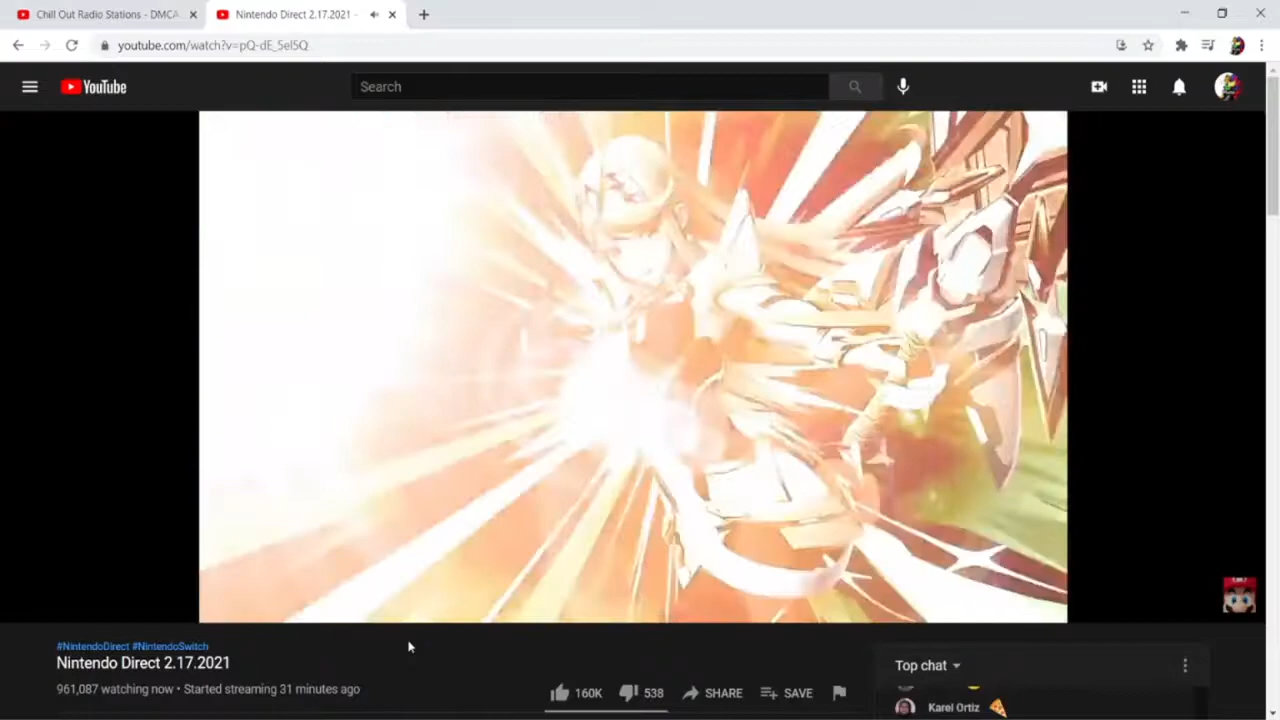 Chill Out Radio Stations - DMCA
Nintendo Direct 2.17.2021 -
youtube.com/watch?v=pQ-dE_5el5Q
YouTube
Search
#NintendoDirect #NintendoSwitch
Nintendo Direct 2.17.2021
961,087 watching now • Started streaming 31 minutes ago
160K
538
SHARE
SAVE
Top chat
Karel Ortiz